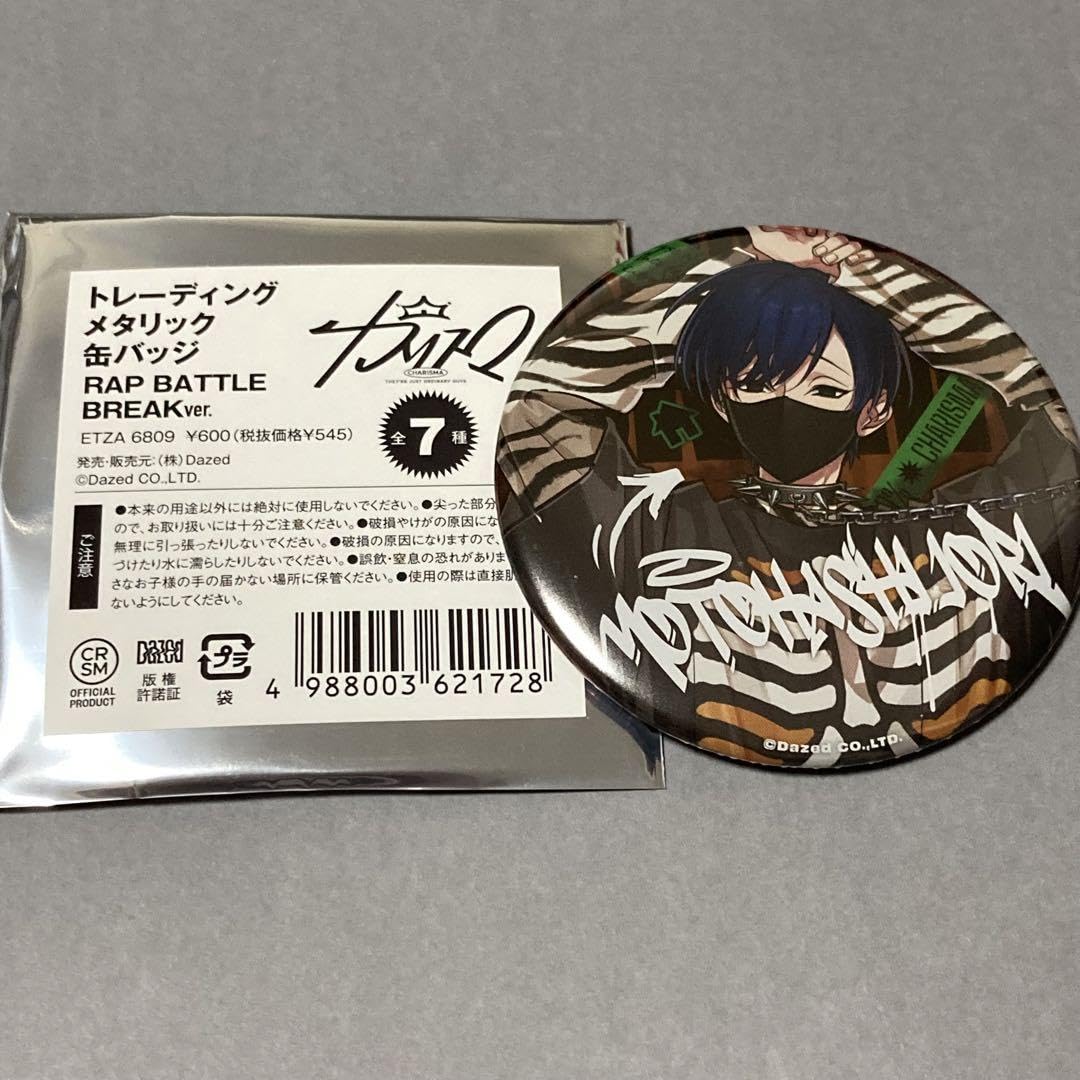 トレーディング
メタリック
缶バッジ
RAP BATTLE
BREAKver.
ETZA 6809 ¥600(税抜価格¥545)
発売・販売元:(株)Dazed
©Dazed CO.,LTD.
カリスマ
CHARISMA
THEY'RE JUST ORDINARY GUYS
全7種
ご注意
●本来の用途以外には絶対に使用しないでください。●尖った部分
ので、お取り扱いには十分ご注意ください。●破損やけがの原因にな
無理に引っ張ったりしないでください。●破損の原因になりますので、
づけたり水に濡らしたりしないでください。●誤飲・窒息の恐れがありま
さなお子様の手の届かない場所に保管ください。●使用の際は直接肌
ないようにしてください。
CR
SM
OFFICIAL
PRODUCT
Dazed
版権
許諾証
プラ
袋
4 988003 621728
CHARISMA
MOTOHASHI IORI
©Dazed CO.,LTD.